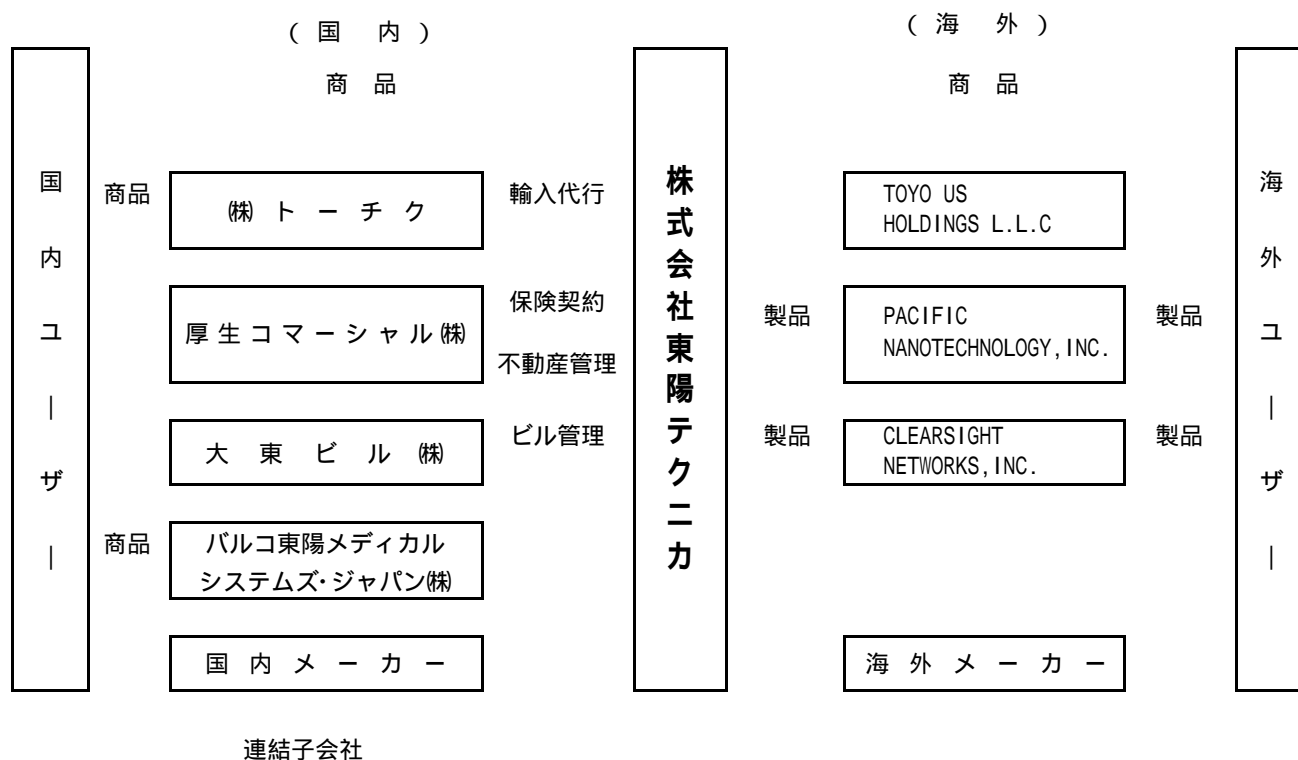 (国 内)
商 品
国内ユーザー
商品
㈱ トーチク
輸入代行
厚生コマーシャル㈱
保険契約
不動産管理
大東ビル㈱
ビル管理
商品
バルコ東陽メディカル
システムズ・ジャパン㈱
国内メーカー
株式会社東陽テクニカ
(海 外)
商 品
TOYO US
HOLDINGS L.L.C
製品
PACIFIC
NANOTECHNOLOGY,INC.
製品
製品
CLEARSIGHT
NETWORKS,INC.
製品
海外メーカー
海外ユーザー
連結子会社